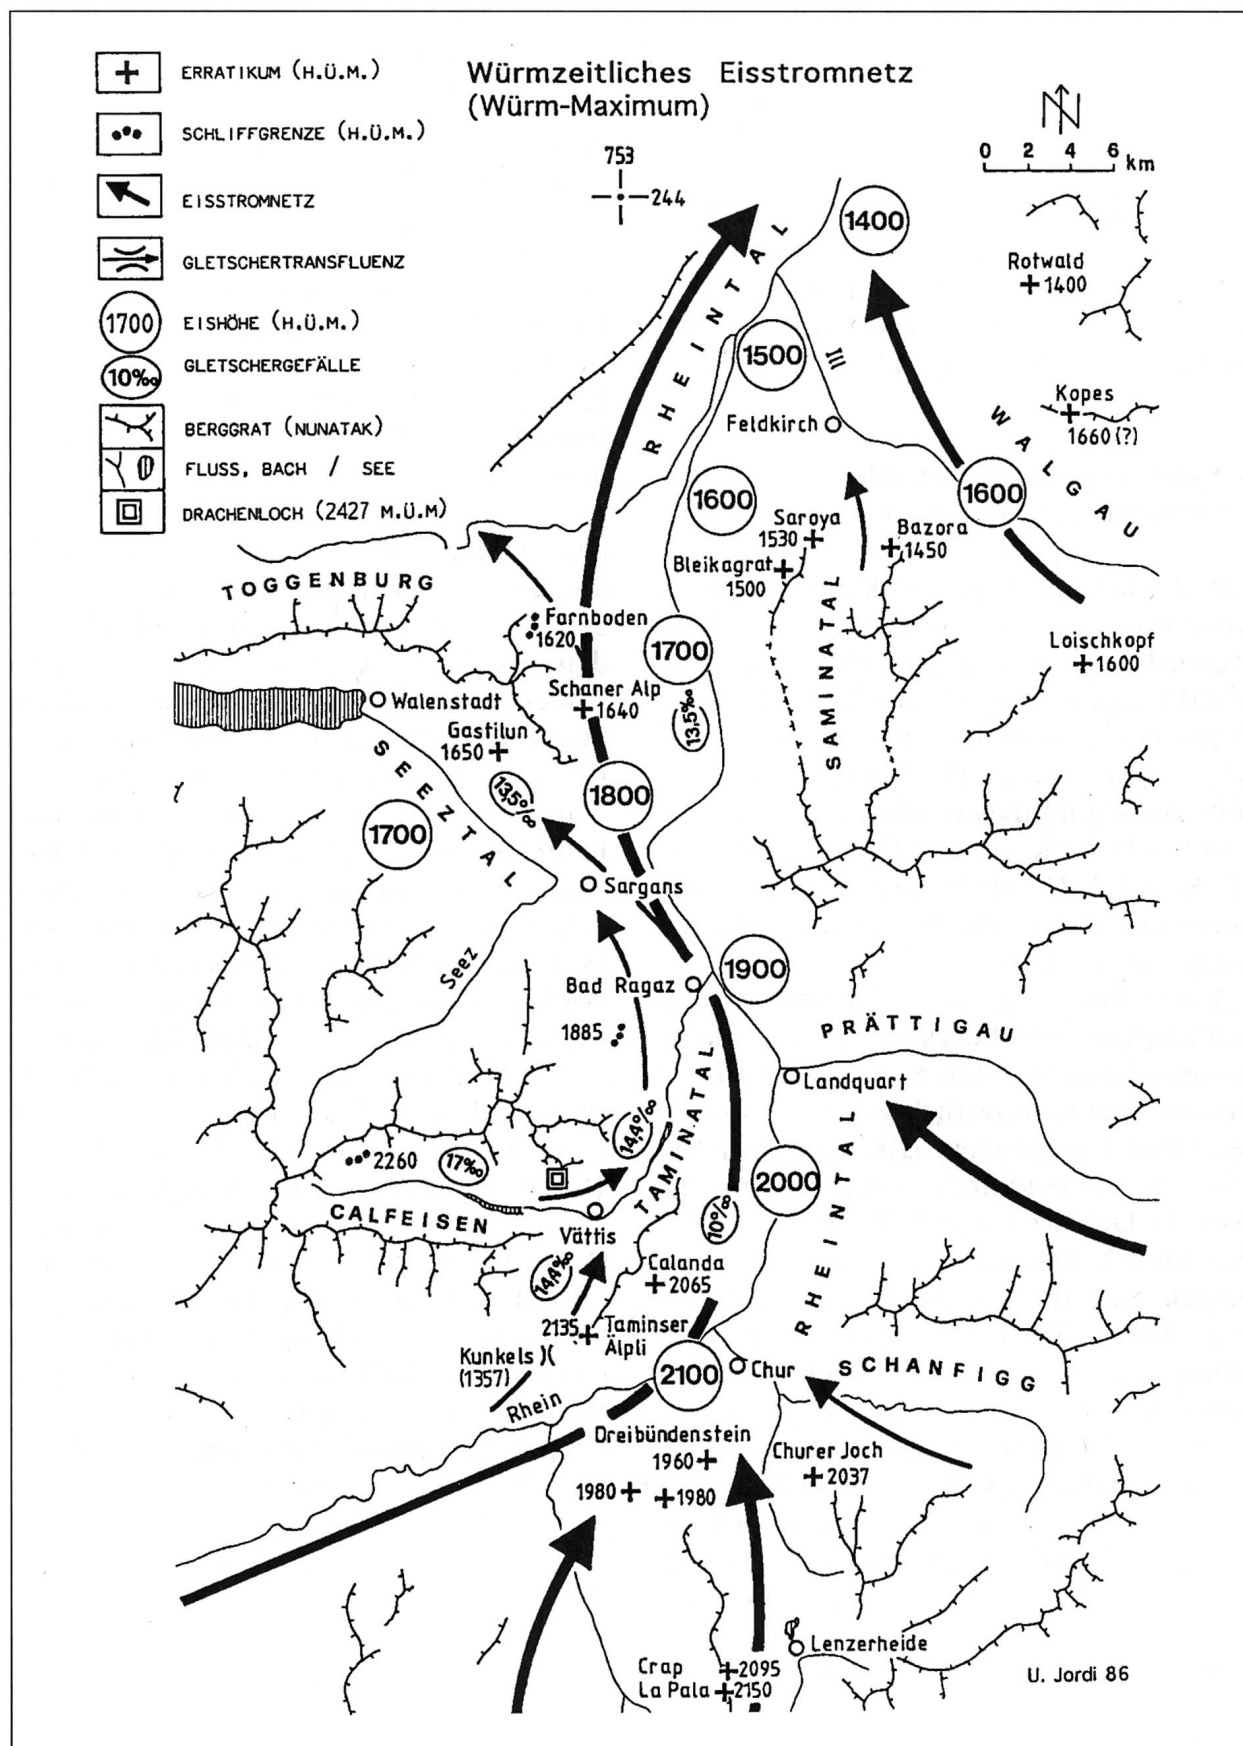 ERRATIKUM (H.Ü.M.)
SCHLIFFGRENZE (H.Ü.M.)
EISSTROMNETZ
GLETSCHERTRANSFLUENZ
1700 EISHÖHE (H.Ü.M.)
10‰ GLETSCHERGEFÄLLE
BERGGRAT (NUNATAK)
FLUSS, BACH / SEE
DRACHENLOCH (2427 M.Ü.M)
Würmzeitliches Eisstromnetz
(Würm-Maximum)
N
0 2 4 6
km
753
244
1400
Rotwald
1400
RHEINTAL
1500
Ill
Feldkirch
Kopes
1660 (?)
WALGAU
1600
1600
Saroya
1530
Bazora
1450
Bleikagrat
1500
TOGGENBURG
Farnboden
1620
1700
Loischkopf
1600
SAMINATAL
Walenstadt
Schaner Alp
1640
13,5‰
Gastilun
1650
SEEZTAL
13,5‰
1800
1700
Sargans
Seez
1900
Bad Ragaz
PRÄTTIGAU
1885
Landquart
TAMINATAL
14,4‰
RHEINTAL
2260
17‰
2000
CALFEISEN
Vättis
10‰
14,4‰
Calanda
2065
2135
Taminser
Älpli
Kunkels
(1357)
2100
Chur
SCHANFIGG
Rhein
Dreibündenstein
1960
Churer Joch
2037
1980
1980
Lenzerheide
Crap
2095
La Pala
2150
U. Jordi 86